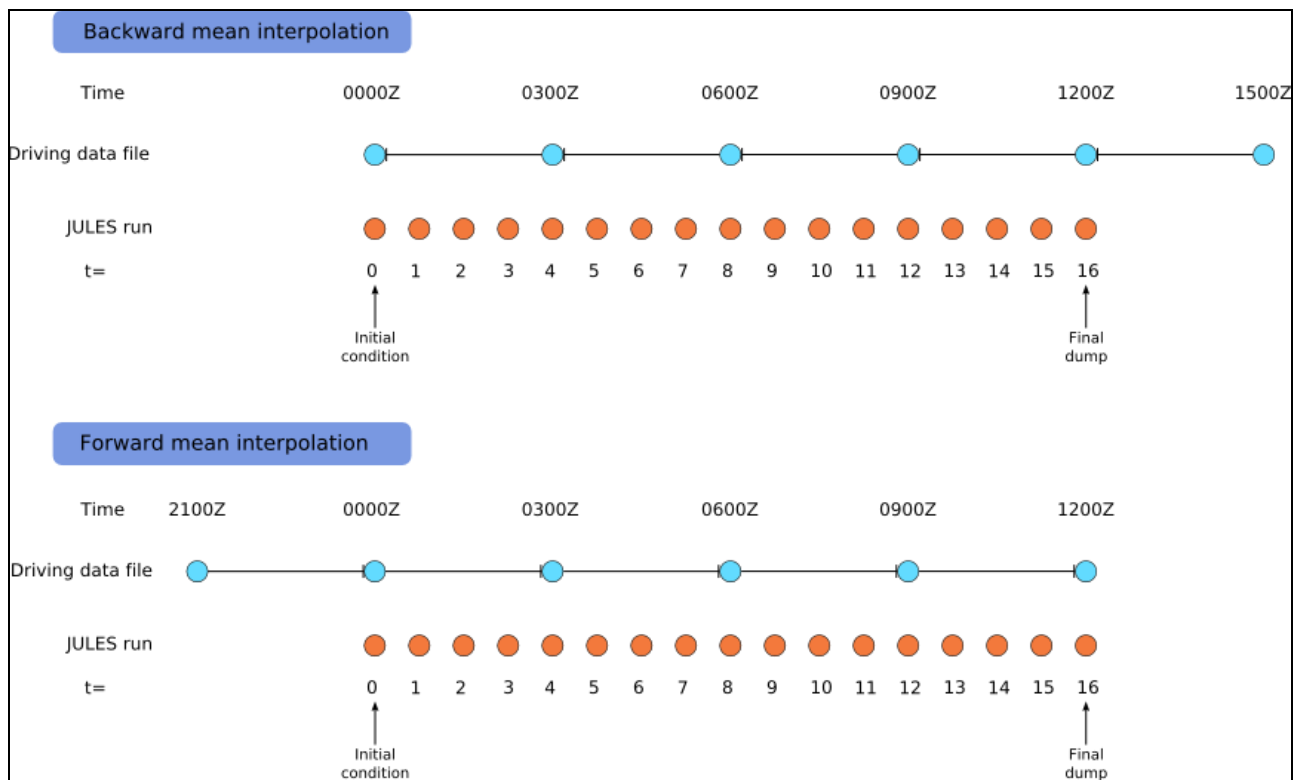 Backward mean interpolation
Time 0000Z 0300Z 0600Z 0900Z 1200Z 1500Z
Driving data file
JULES run
t= 0 1 2 3 4 5 6 7 8 9 10 11 12 13 14 15 16
Initial Final
condition dump
Forward mean interpolation
Time 2100Z 0000Z 0300Z 0600Z 0900Z 1200Z
Driving data file
JULES run
t= 0 1 2 3 4 5 6 7 8 9 10 11 12 13 14 15 16
Initial Final
condition dump